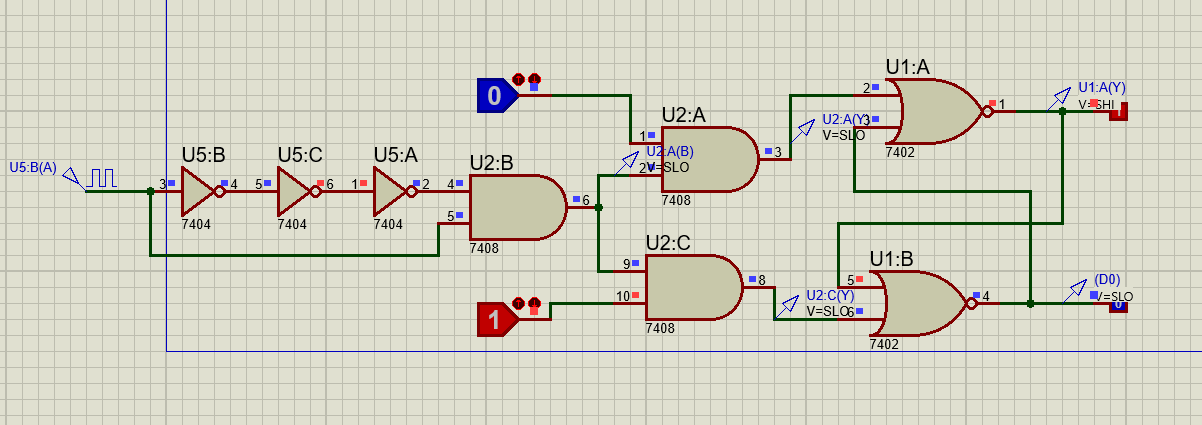 U1:A
U1:A(Y)
V=SHI
0
2
1
3
7402
U2:A
U2:A(Y)
V=SLO
1
2
3
7408
U2:A(B)
V=SLO
U5:B(A)
U5:B
U5:C
U5:A
3
4
5
6
1
2
7404
7404
7404
U2:B
4
5
6
7408
U2:C
9
10
8
7408
U2:C(Y)
V=SLO
1
U1:B
5
6
4
7402
(D0)
V=SLO
0